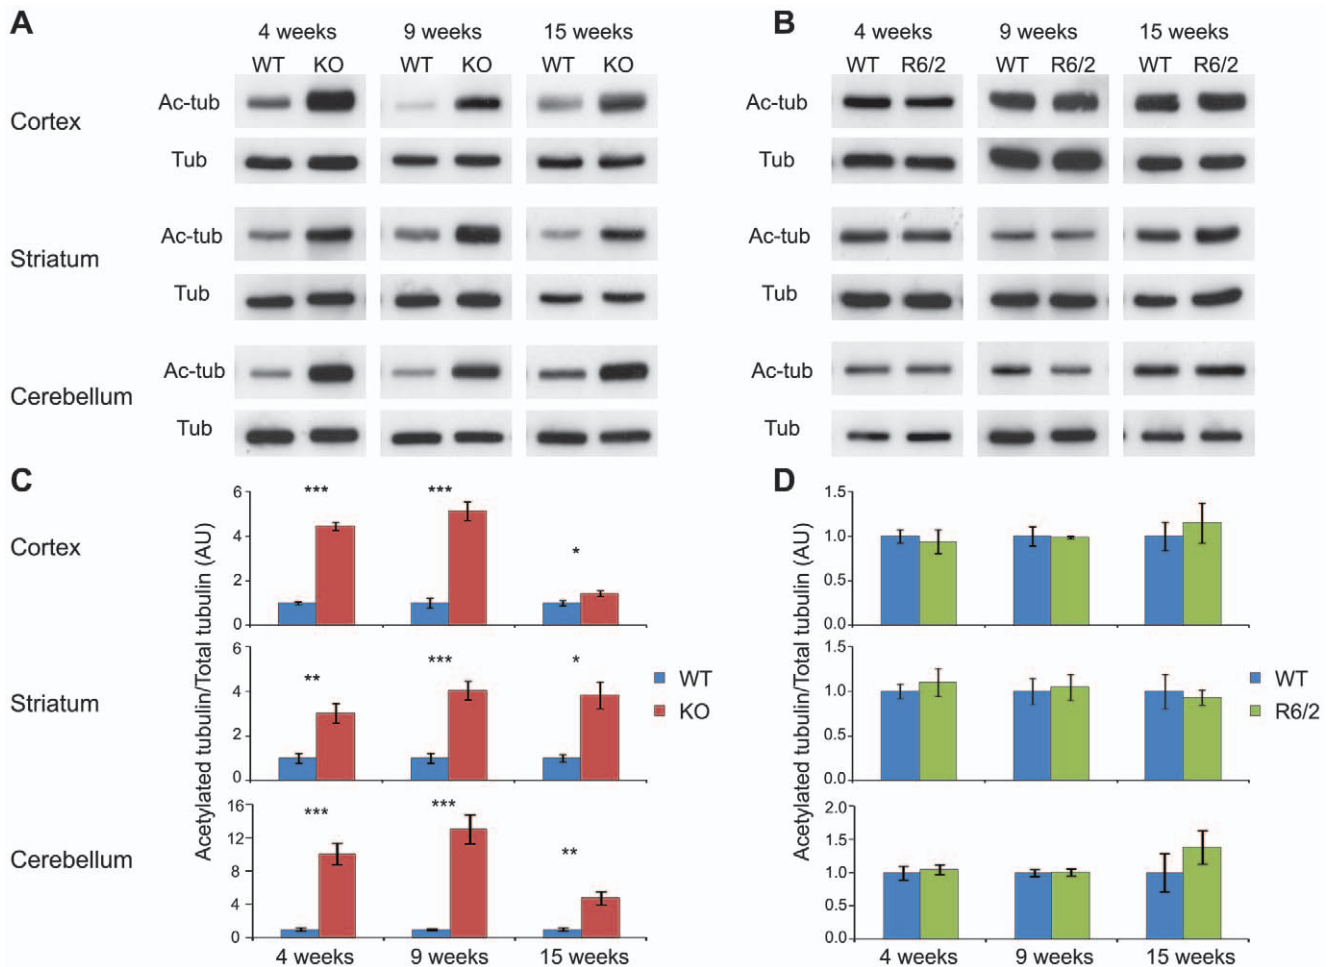 A
4 weeks 9 weeks 15 weeks
WT KO WT KO WT KO
Cortex
Ac-tub
Tub
Striatum
Ac-tub
Tub
Cerebellum
Ac-tub
Tub
B
4 weeks 9 weeks 15 weeks
WT R6/2 WT R6/2 WT R6/2
Ac-tub
Tub
Ac-tub
Tub
Ac-tub
Tub
C
Acetylated tubulin/Total tubulin (AU)
Cortex
6
4
2
0
*** *** *
Striatum
6
4
2
0
** *** *
Cerebellum
16
12
8
4
0
*** *** **
4 weeks 9 weeks 15 weeks
WT
KO
D
Acetylated tubulin/Total tubulin (AU)
1.5
1.0
0.5
0.0
1.5
1.0
0.5
0.0
2.0
1.5
1.0
0.5
0.0
4 weeks 9 weeks 15 weeks
WT
R6/2